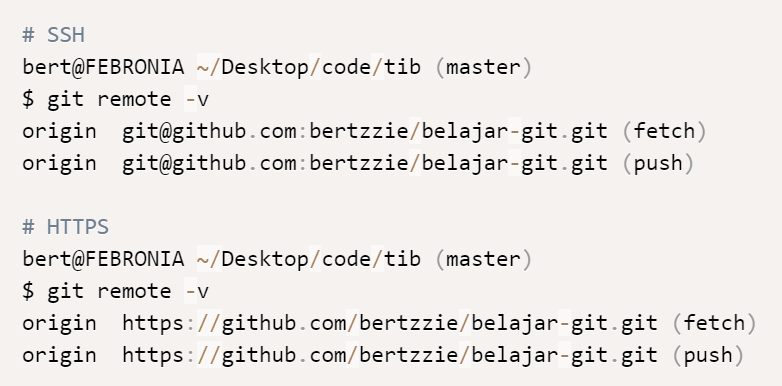 # SSH
bert@FEBRONIA ~/Desktop/code/tib (master)
$ git remote -v
origin  git@github.com:bertzzie/belajar-git.git (fetch)
origin  git@github.com:bertzzie/belajar-git.git (push)

# HTTPS
bert@FEBRONIA ~/Desktop/code/tib (master)
$ git remote -v
origin  https://github.com/bertzzie/belajar-git.git (fetch)
origin  https://github.com/bertzzie/belajar-git.git (push)